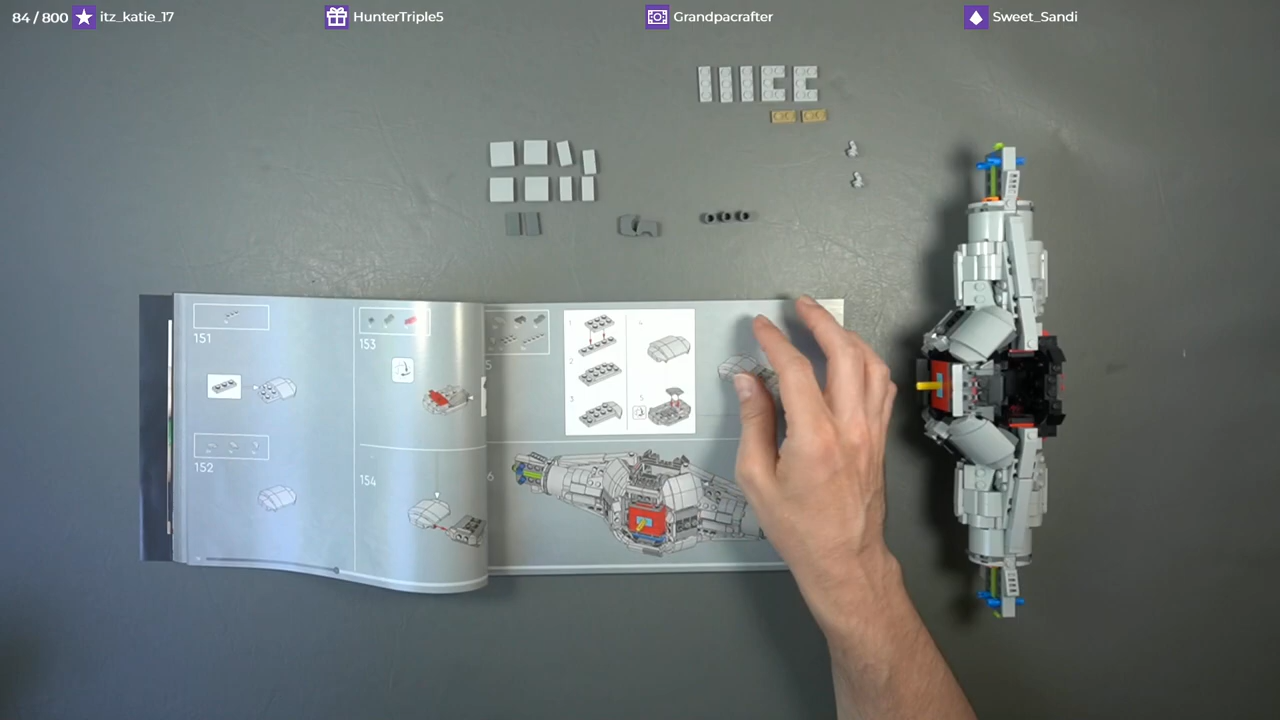 84 / 800 itz_katie_17 HunterTriple5 Grandpacrafter Sweet_Sandi
151
153
152
154